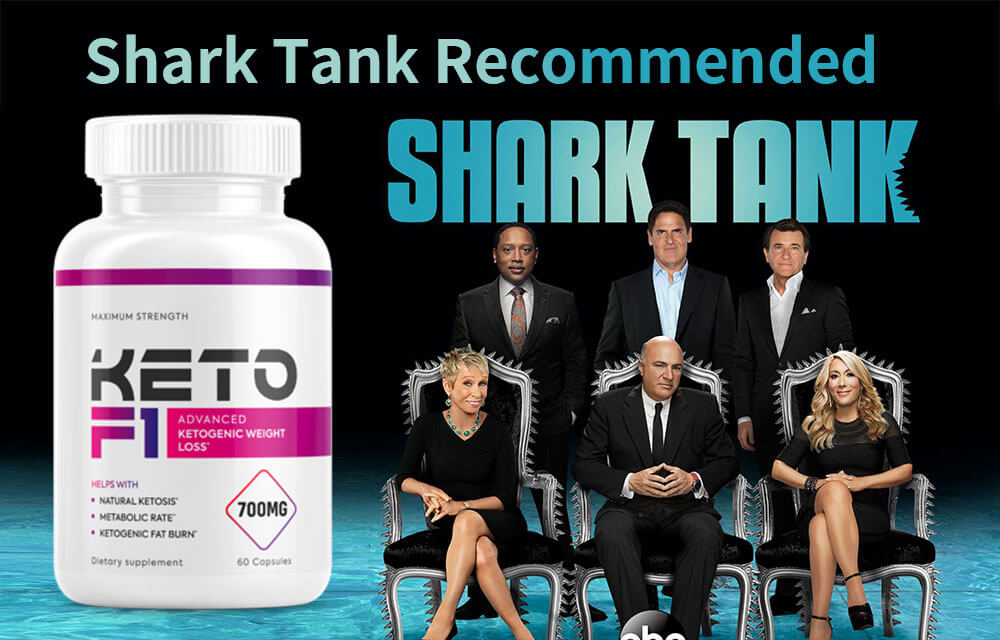 Shark Tank Recommended
SHARK TANK
MAXIMUM STRENGTH
KETO
F1
ADVANCED
KETOGENIC WEIGHT
LOSS*
HELPS WITH
• NATURAL KETOSIS*
• METABOLIC RATE*
• KETOGENIC FAT BURN*
700MG
Dietary supplement
60 Capsules
abc